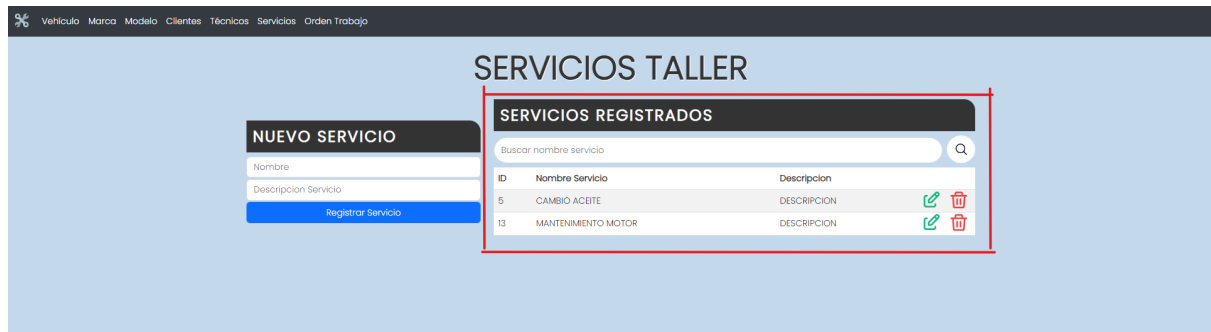 Vehículo Marca Modelo Clientes Técnicos Servicios Orden Trabajo
SERVICIOS TALLER
NUEVO SERVICIO
Nombre
Descripcion Servicio
Registrar Servicio
SERVICIOS REGISTRADOS
Buscar nombre servicio
ID Nombre Servicio Descripcion
5 CAMBIO ACEITE DESCRIPCION
13 MANTENIMIENTO MOTOR DESCRIPCION